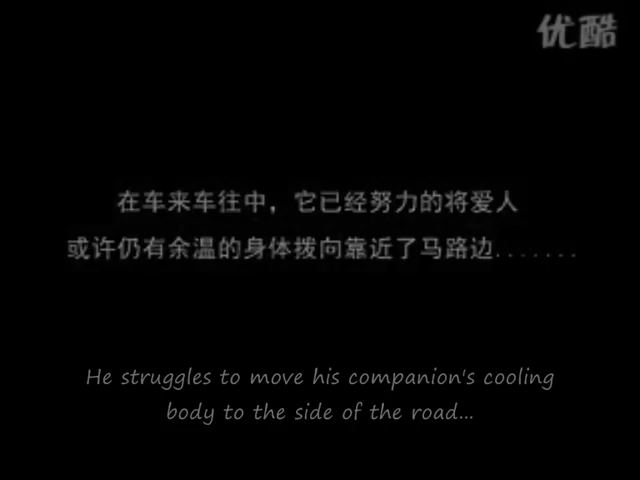 优酷
在车来车往中，它已经努力的将爱人
或许仍有余温的身体拨向靠近了马路边.......
He struggles to move his companion's cooling
body to the side of the road...